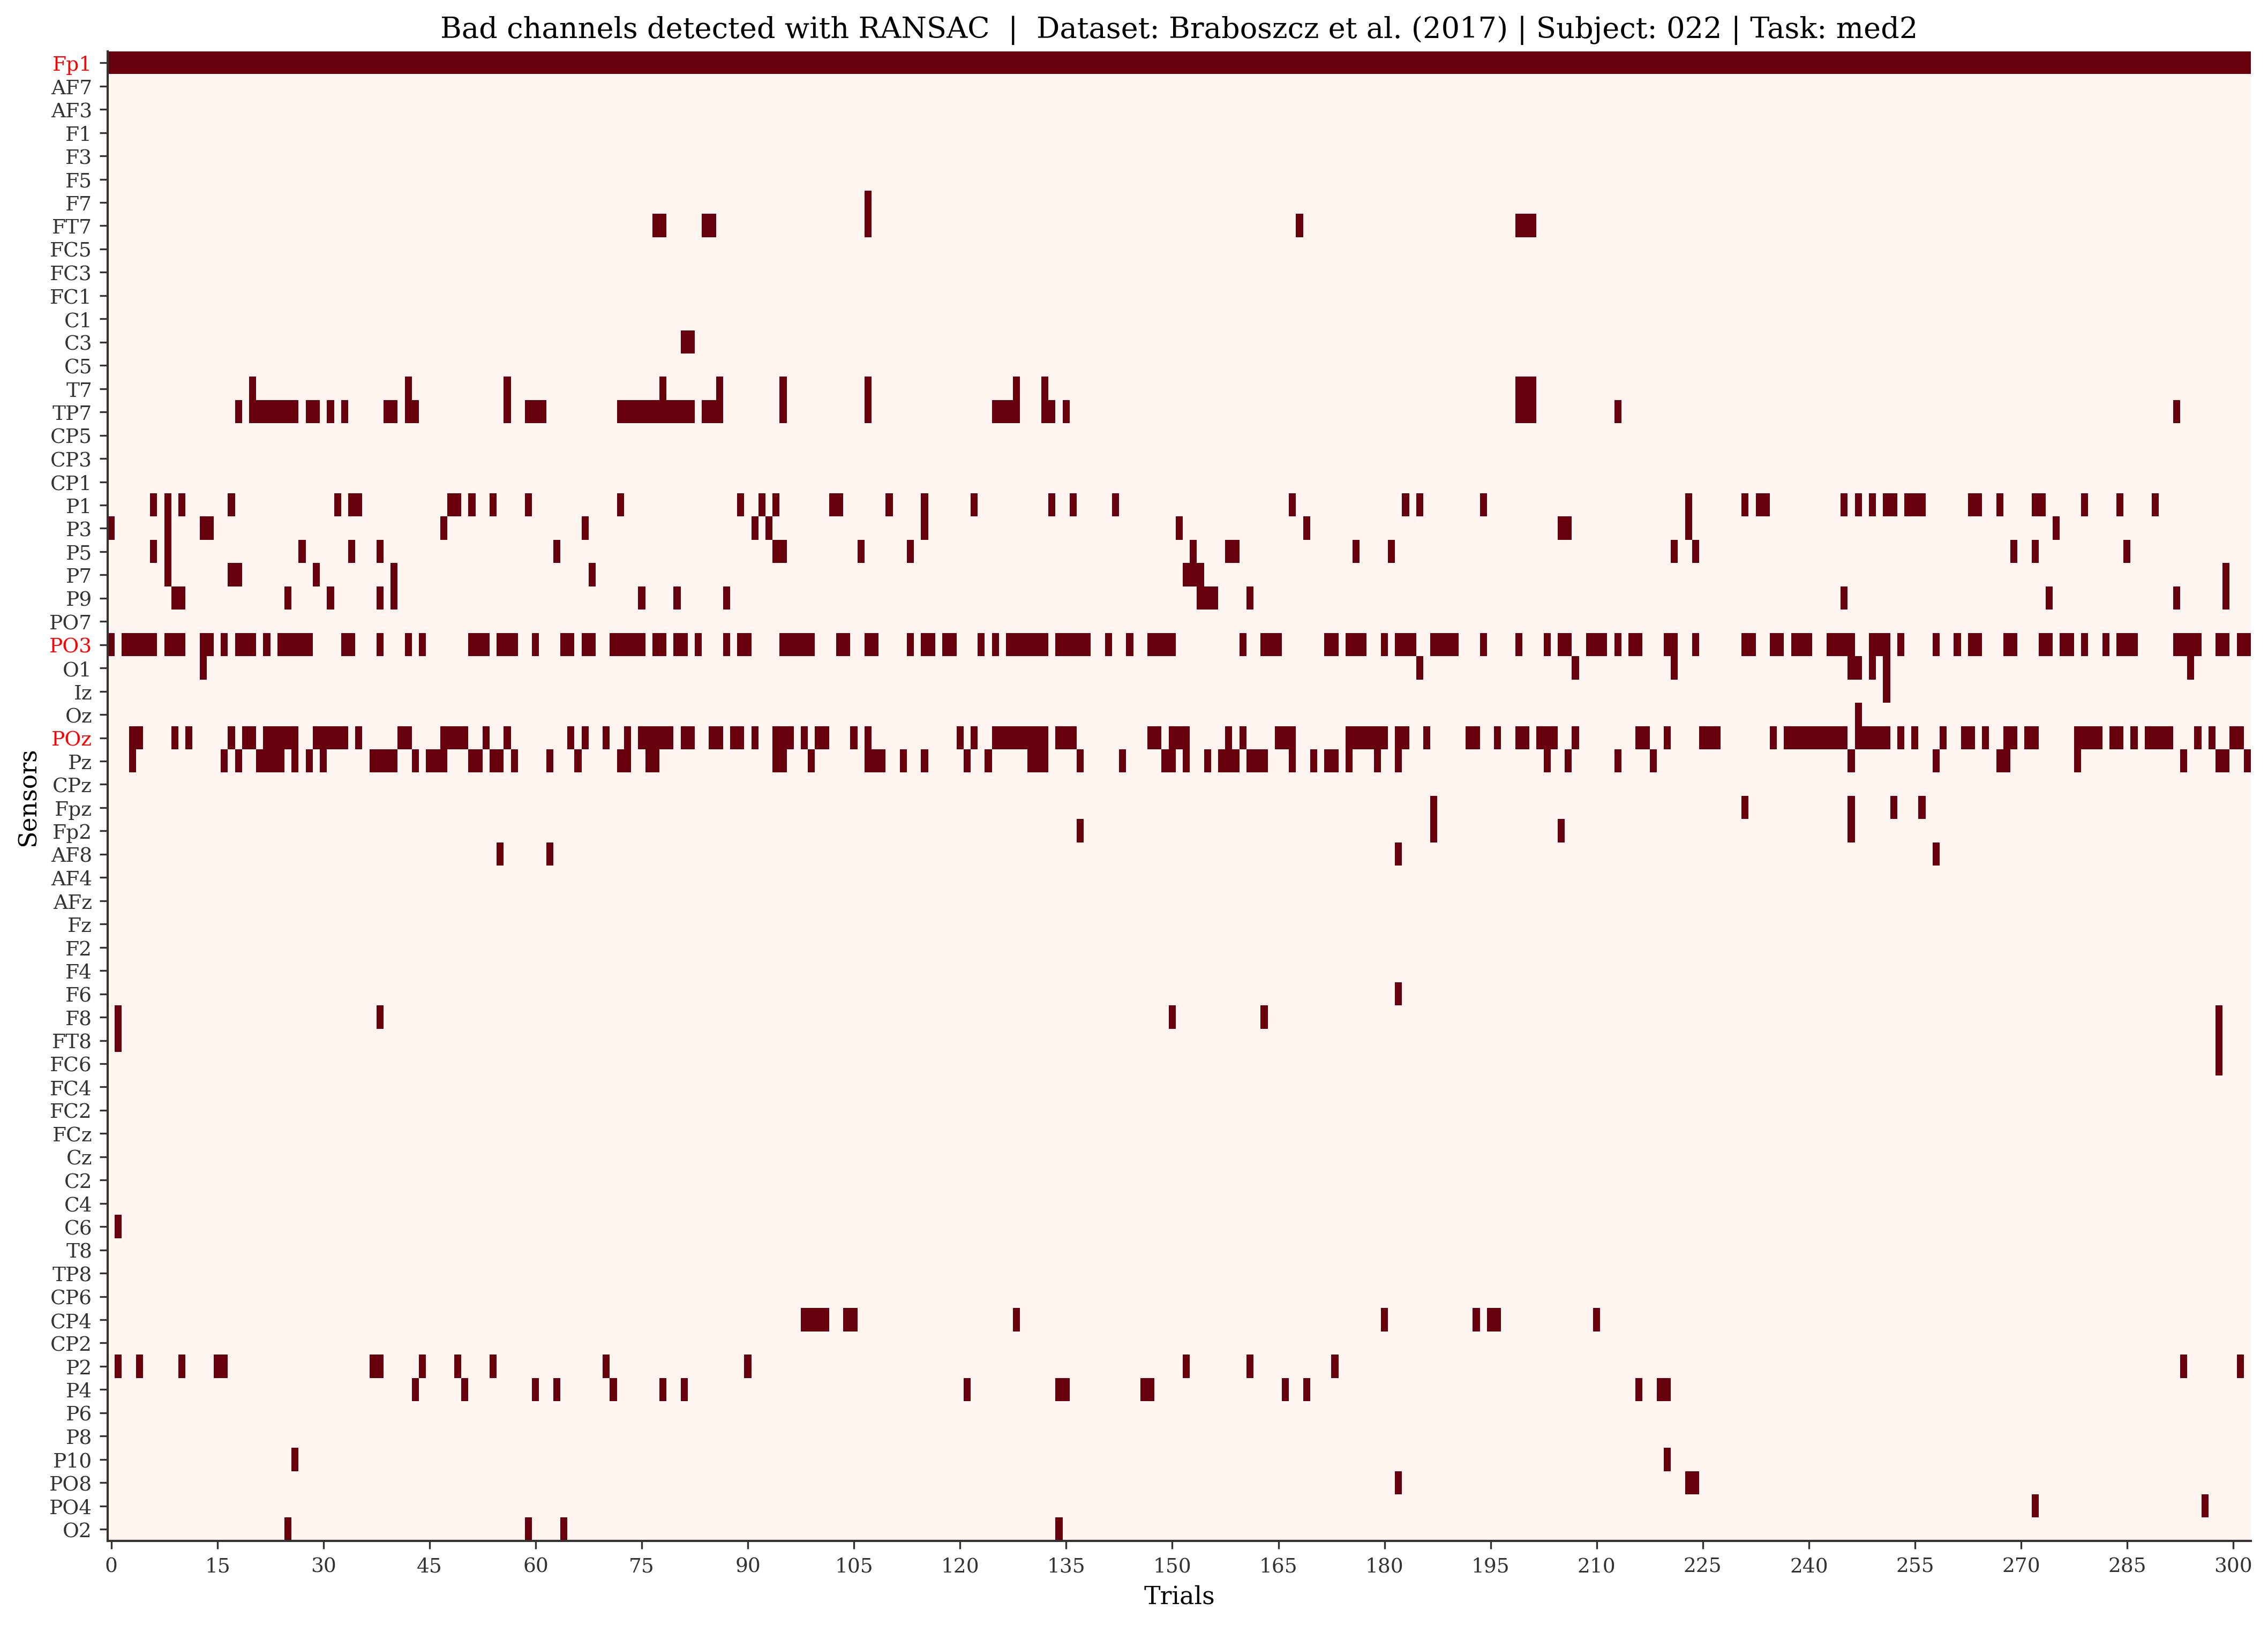 Bad channels detected with RANSAC | Dataset: Braboszcz et al. (2017) | Subject: 022 | Task: med2
Fp1
AF7
AF3
F1
F3
F5
F7
FT7
FC5
FC3
FC1
C1
C3
C5
T7
TP7
CP5
CP3
CP1
P1
P3
P5
P7
P9
PO7
PO3
O1
Iz
Oz
POz
Pz
CPz
Fpz
Fp2
AF8
AF4
AFz
Fz
F2
F4
F6
F8
FT8
FC6
FC4
FC2
FCz
Cz
C2
C4
C6
T8
TP8
CP6
CP4
CP2
P2
P4
P6
P8
P10
PO8
PO4
O2
Sensors
0 15 30 45 60 75 90 105 120 135 150 165 180 195 210 225 240 255 270 285 300
Trials